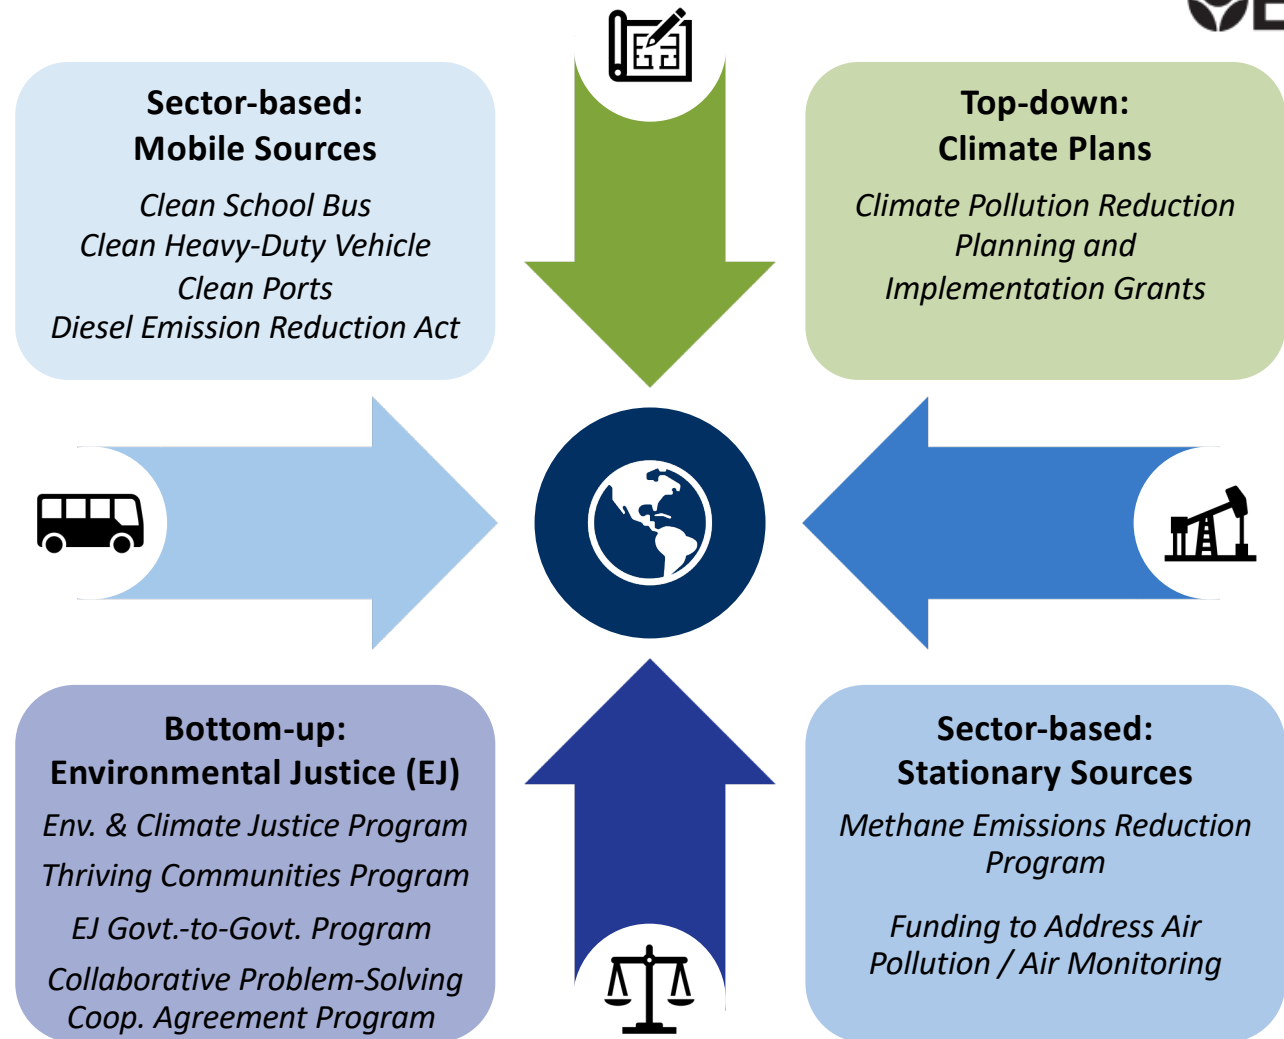 Sector-based:
Mobile Sources
Clean School Bus
Clean Heavy-Duty Vehicle
Clean Ports
Diesel Emission Reduction Act
Top-down:
Climate Plans
Climate Pollution Reduction
Planning and
Implementation Grants
Bottom-up:
Environmental Justice (EJ)
Env. & Climate Justice Program
Thriving Communities Program
EJ Govt.-to-Govt. Program
Collaborative Problem-Solving
Coop. Agreement Program
Sector-based:
Stationary Sources
Methane Emissions Reduction
Program
Funding to Address Air
Pollution / Air Monitoring